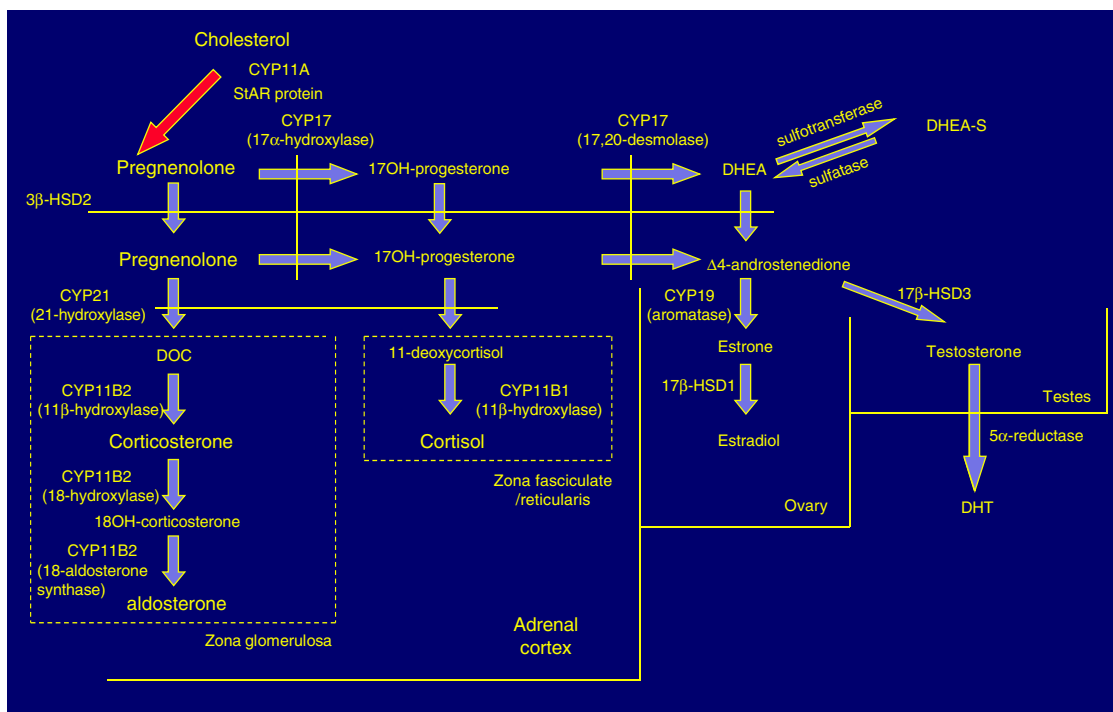 Cholesterol
CYP11A
StAR protein
CYP17
(17α-hydroxylase)
CYP17
(17,20-desmolase)
sulfotransferase
sulfatase
DHEA-S
Pregnenolone
17OH-progesterone
DHEA
3β-HSD2
Pregnenolone
17OH-progesterone
Δ4-androstenedione
CYP21
(21-hydroxylase)
CYP19
(aromatase)
17β-HSD3
DOC
11-deoxycortisol
Estrone
Testosterone
CYP11B2
(11β-hydroxylase)
CYP11B1
(11β-hydroxylase)
17β-HSD1
Testes
Corticosterone
Cortisol
Estradiol
5α-reductase
CYP11B2
(18-hydroxylase)
Zona fasciculate
/reticularis
Ovary
DHT
18OH-corticosterone
CYP11B2
(18-aldosterone
synthase)
aldosterone
Zona glomerulosa
Adrenal
cortex